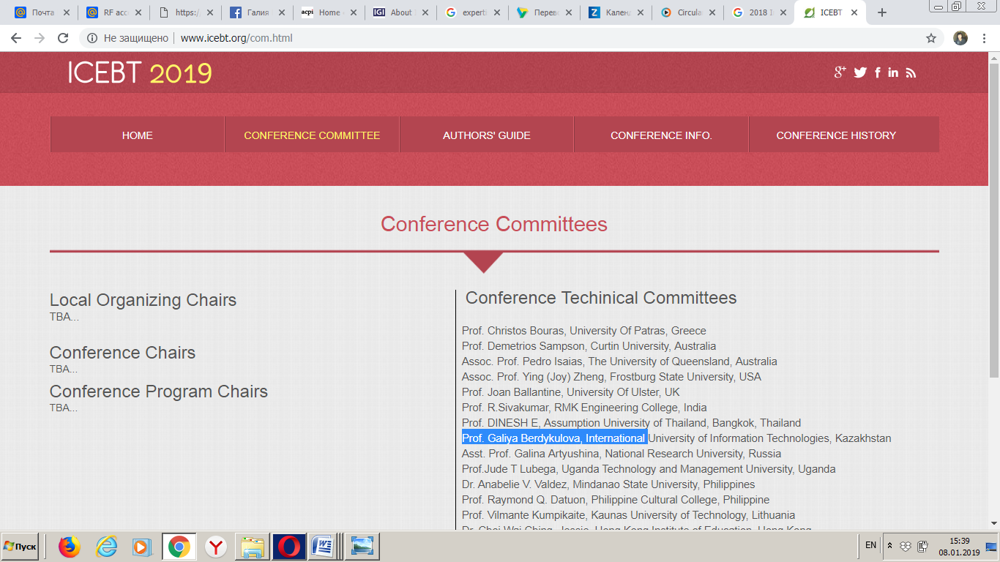 Почта
RF acc
https:/
Галия
acpi Home
IGI About
experti
Перев
Z Кален
Circula
2018 I
ICEBT
Не защищено www.icebt.org/com.html
ICEBT 2019
HOME
CONFERENCE COMMITTEE
AUTHORS' GUIDE
CONFERENCE INFO.
CONFERENCE HISTORY
Conference Committees
Local Organizing Chairs
TBA...
Conference Chairs
TBA...
Conference Program Chairs
TBA...
Conference Techinical Committees
Prof. Christos Bouras, University Of Patras, Greece
Prof. Demetrios Sampson, Curtin University, Australia
Assoc. Prof. Pedro Isaias, The University of Queensland, Australia
Assoc. Prof. Ying (Joy) Zheng, Frostburg State University, USA
Prof. Joan Ballantine, University Of Ulster, UK
Prof. R.Sivakumar, RMK Engineering College, India
Prof. DINESH E, Assumption University of Thailand, Bangkok, Thailand
Prof. Galiya Berdykulova, International University of Information Technologies, Kazakhstan
Asst. Prof. Galina Artyushina, National Research University, Russia
Prof.Jude T Lubega, Uganda Technology and Management University, Uganda
Dr. Anabelie V. Valdez, Mindanao State University, Philippines
Prof. Raymond Q. Datuon, Philippine Cultural College, Philippine
Prof. Vilmante Kumpikaite, Kaunas University of Technology, Lithuania
Dr. Choi Wai Ching, Jessie, Hong Kong Institute of Education, Hong Kong
Пуск
EN
15:39
08.01.2019